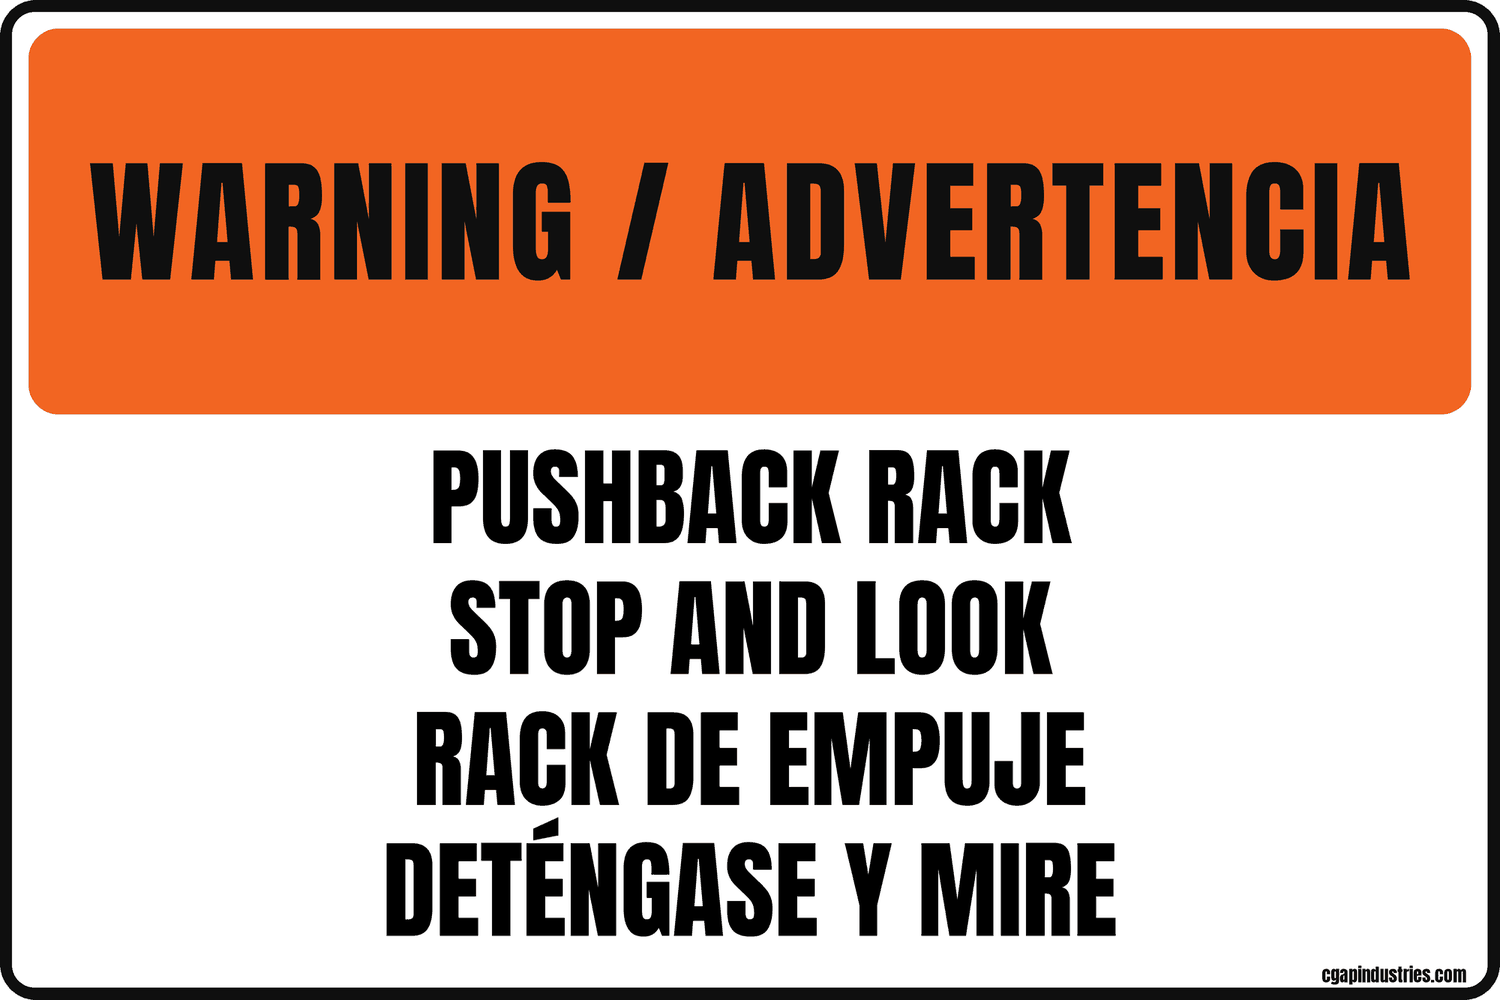 WARNING / ADVERTENCIA
PUSHBACK RACK
STOP AND LOOK
RACK DE EMPUJE
DETÉNGASE Y MIRE
cgapindustries.com